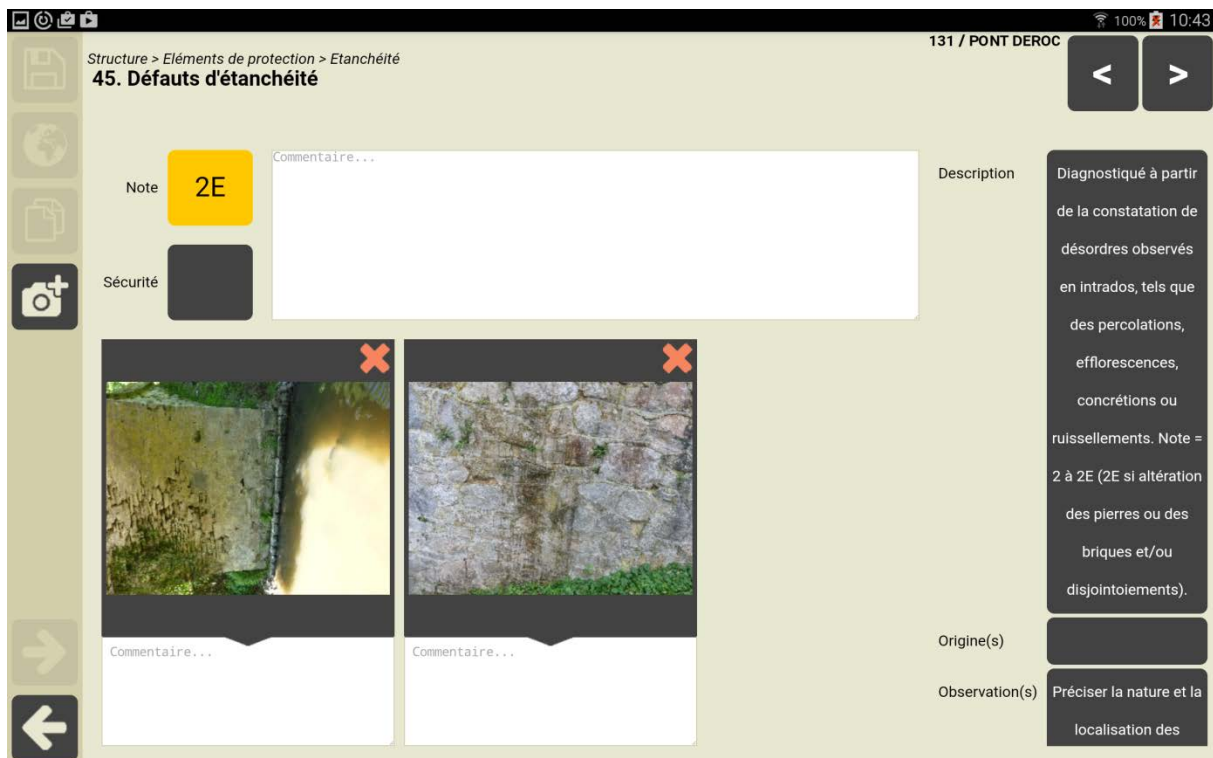 100% 10:43
131 / PONT DEROC
Structure > Eléments de protection > Etanchéité
45. Défauts d'étanchéité
< >
Note
2E
Commentaire...
Sécurité
Commentaire...
Commentaire...
Description
Diagnostiqué à partir
de la constatation de
désordres observés
en intrados, tels que
des percolations,
efflorescences,
concrétions ou
ruissellements. Note =
2 à 2E (2E si altération
des pierres ou des
briques et/ou
disjointoiements).
Origine(s)
Observation(s)
Préciser la nature et la
localisation des